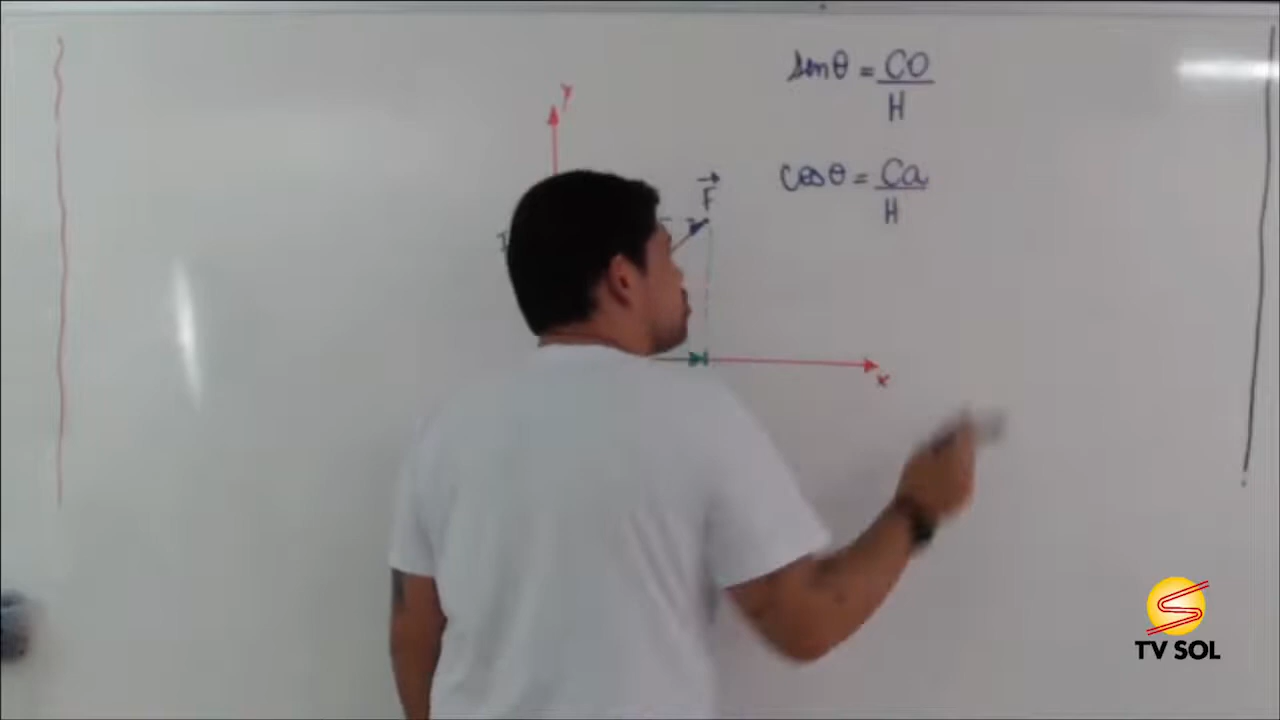 y
senθ = CO
H
F
cosθ = Ca
H
x
TV SOL